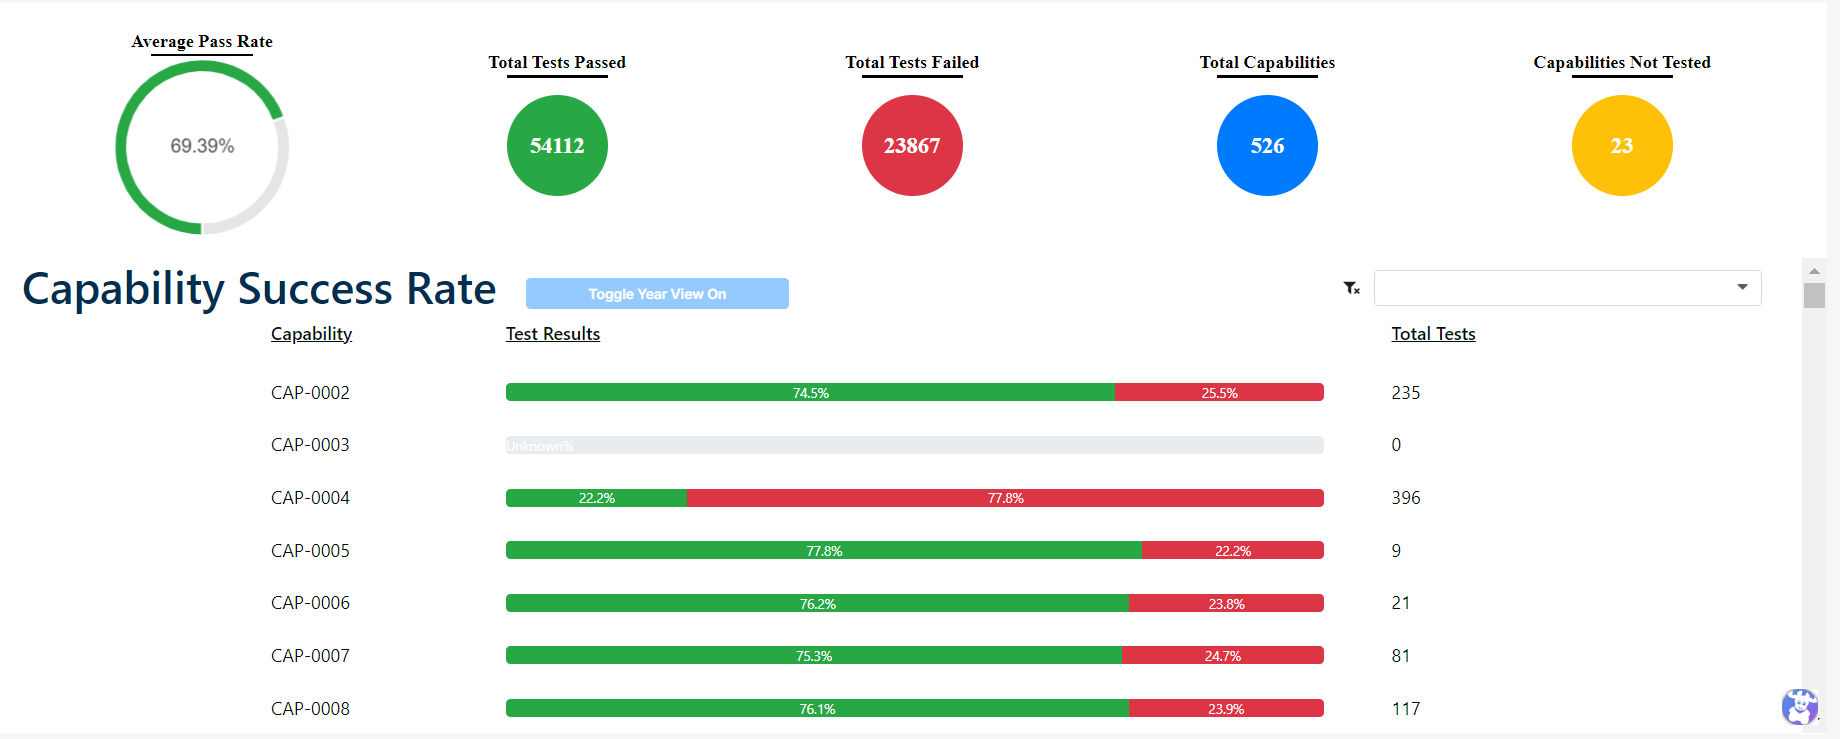 Average Pass Rate
Total Tests Passed
Total Tests Failed
Total Capabilities
Capabilities Not Tested
69.39%
54112
23867
526
23
Capability Success Rate
Toggle Year View On
Capability Test Results Total Tests
CAP-0002 74.5% 25.5% 235
CAP-0003 Unknown% 0
CAP-0004 22.2% 77.8% 396
CAP-0005 77.8% 22.2% 9
CAP-0006 76.2% 23.8% 21
CAP-0007 75.3% 24.7% 81
CAP-0008 76.1% 23.9% 117